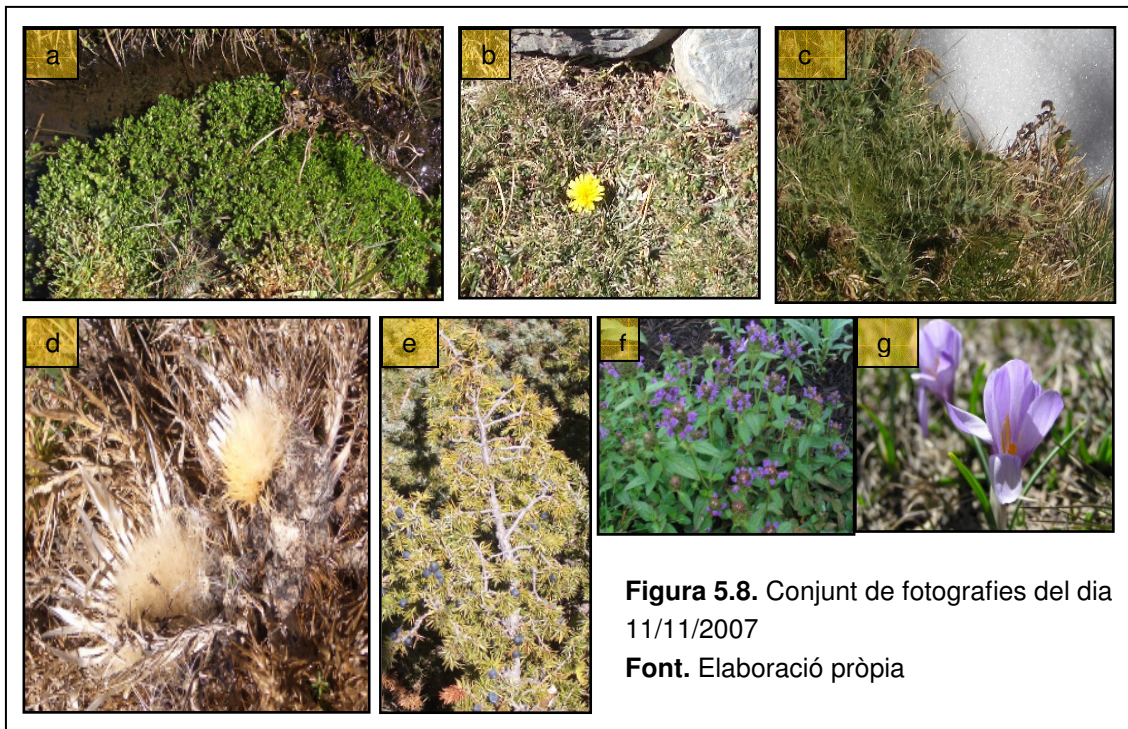 a
b
c
d
e
f
g
Figura 5.8. Conjunt de fotografies del dia
11/11/2007
Font. Elaboració pròpia